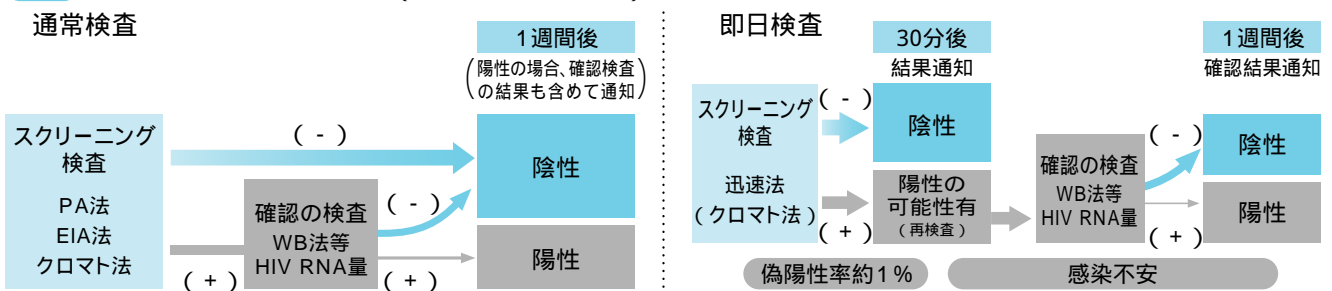 通常検査
1週間後
(陽性の場合、確認検査
の結果も含めて通知)
スクリーニング
検査
PA法
EIA法
クロマト法
( - )
( + )
確認の検査
WB法等
HIV RNA量
( - )
( + )
陰性
陽性
即日検査
30分後
結果通知
1週間後
確認結果通知
スクリーニング
検査
迅速法
(クロマト法)
( - )
( + )
陰性
陽性の
可能性有
(再検査)
確認の検査
WB法等
HIV RNA量
( - )
( + )
陰性
陽性
偽陽性率約1%
感染不安